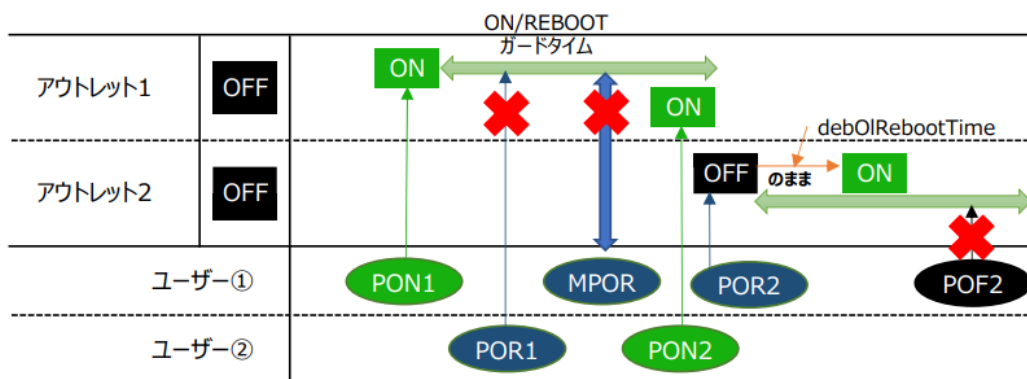 ON/REBOOT
ガードタイム
アウトレット1
OFF
ON
ON
debOlRebootTime
アウトレット2
OFF
OFF
のまま
ON
ユーザー①
PON1
MPOR
POR2
POF2
ユーザー②
POR1
PON2